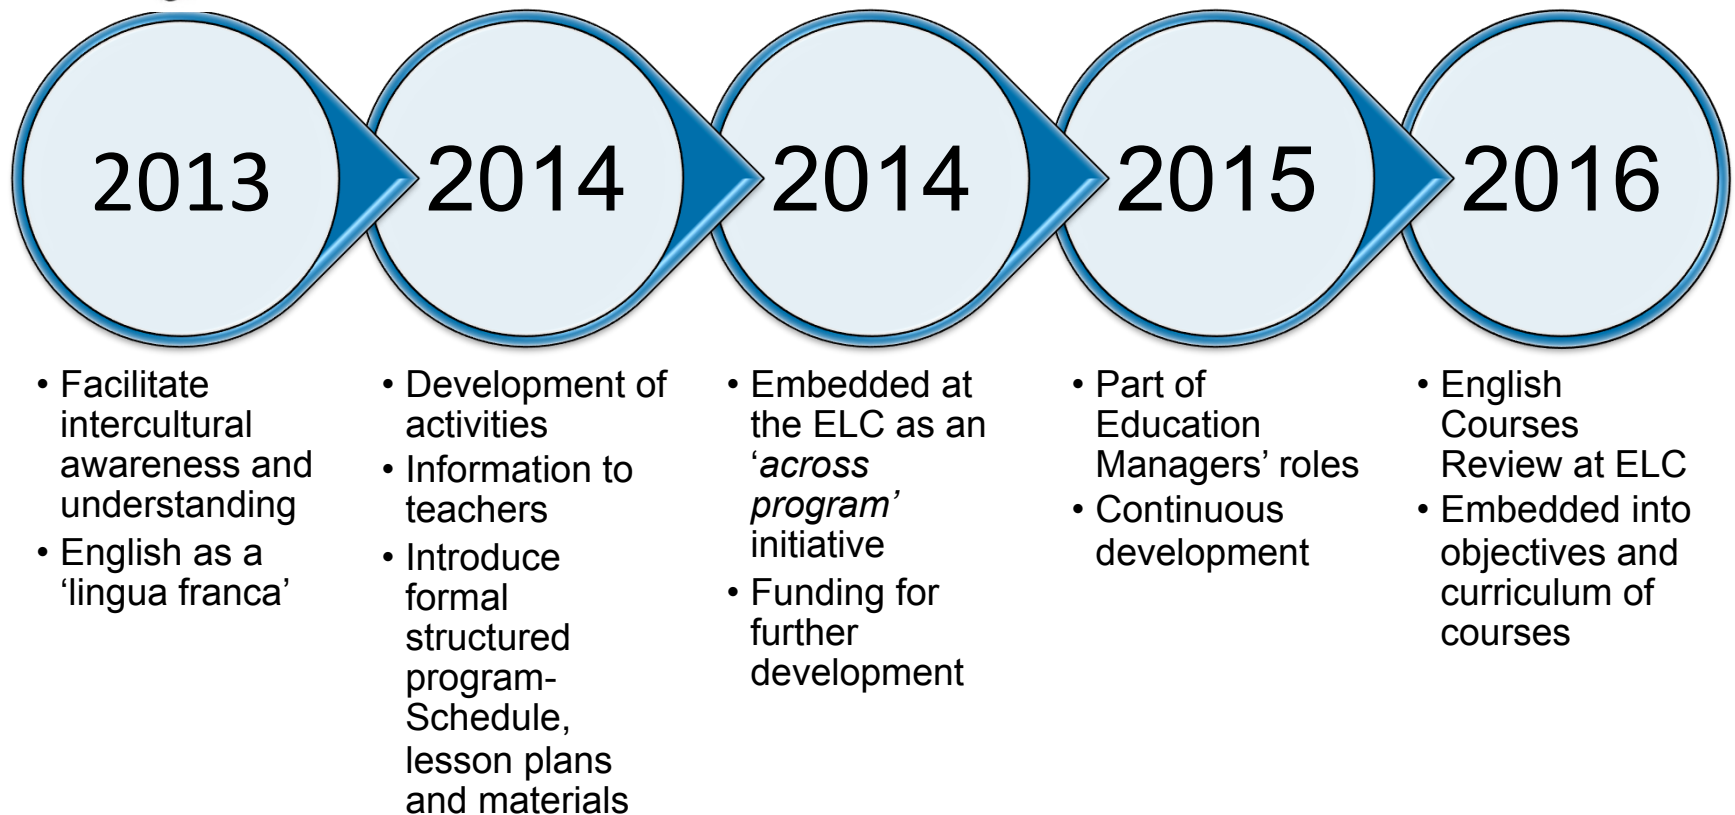 2013
2014
2014
2015
2016
• Facilitate
intercultural
awareness and
understanding
• English as a
‘lingua franca’
• Development of
activities
• Information to
teachers
• Introduce
formal
structured
program-
Schedule,
lesson plans
and materials
• Embedded at
the ELC as an
‘across
program’
initiative
• Funding for
further
development
• Part of
Education
Managers’ roles
• Continuous
development
• English
Courses
Review at ELC
• Embedded into
objectives and
curriculum of
courses